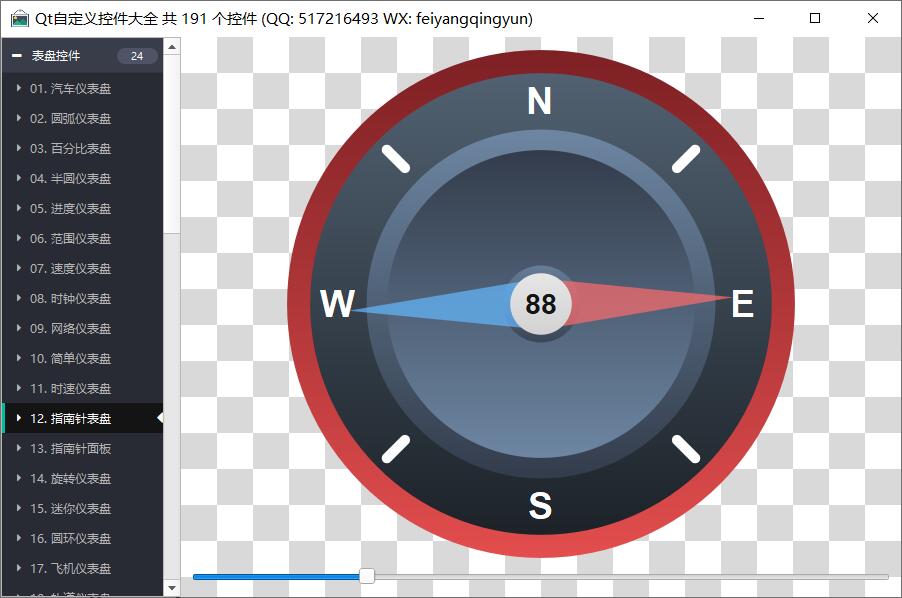 Qt自定义控件大全 共 191 个控件 (QQ: 517216493 WX: feiyangqingyun)
表盘控件 24
01. 汽车仪表盘
02. 圆弧仪表盘
03. 百分比表盘
04. 半圆仪表盘
05. 进度仪表盘
06. 范围仪表盘
07. 速度仪表盘
08. 时钟仪表盘
09. 网络仪表盘
10. 简单仪表盘
11. 时速仪表盘
12. 指南针表盘
13. 指南针面板
14. 旋转仪表盘
15. 迷你仪表盘
16. 圆环仪表盘
17. 飞机仪表盘
N
W 88 E
S